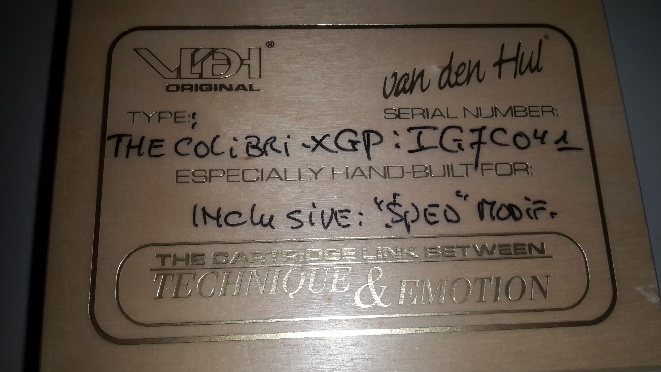 VDH® van den Hul®
ORIGINAL
TYPE: SERIAL NUMBER:
THE COLIBRI-XGP: IG7C041
ESPECIALLY HAND-BUILT FOR:
INCLUSIVE: "SPED" MODIF.
THE CARTRIDGE LINK BETWEEN
TECHNIQUE & EMOTION